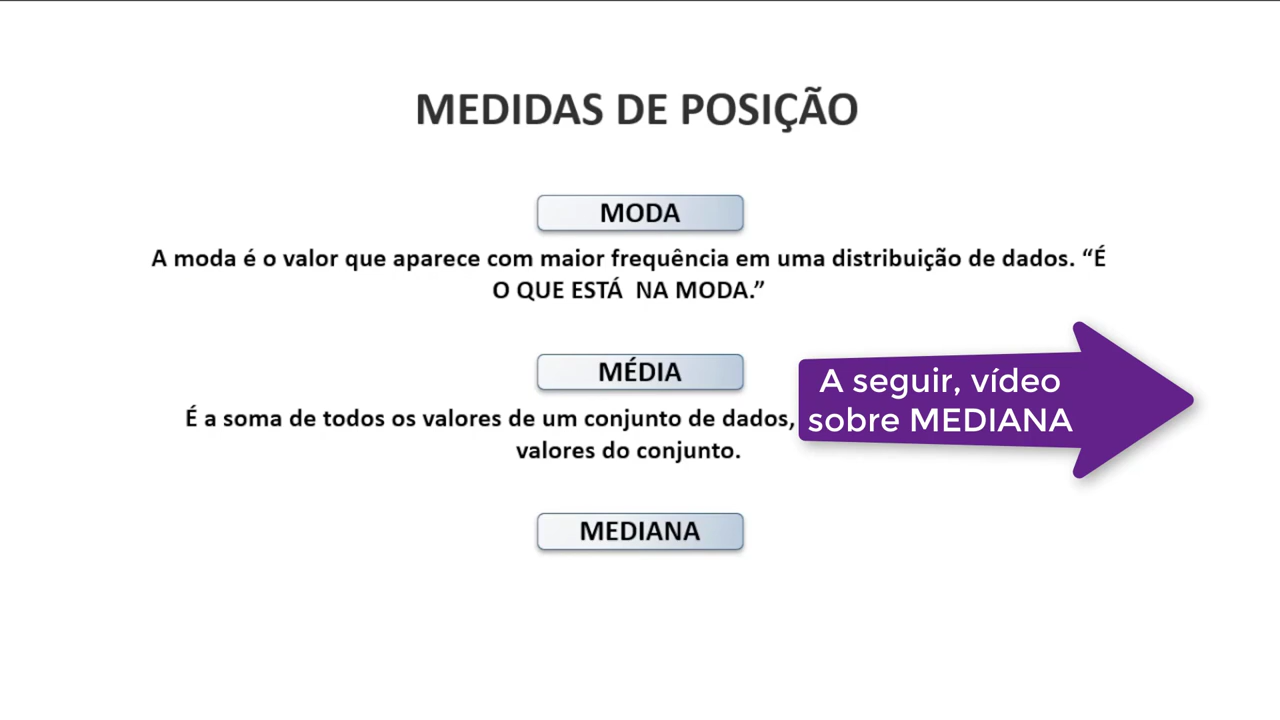 MEDIDAS DE POSIÇÃO
MODA
A moda é o valor que aparece com maior frequência em uma distribuição de dados. “É
O QUE ESTÁ NA MODA.”
MÉDIA
É a soma de todos os valores de um conjunto de dados,
valores do conjunto.
A seguir, vídeo
sobre MEDIANA
MEDIANA